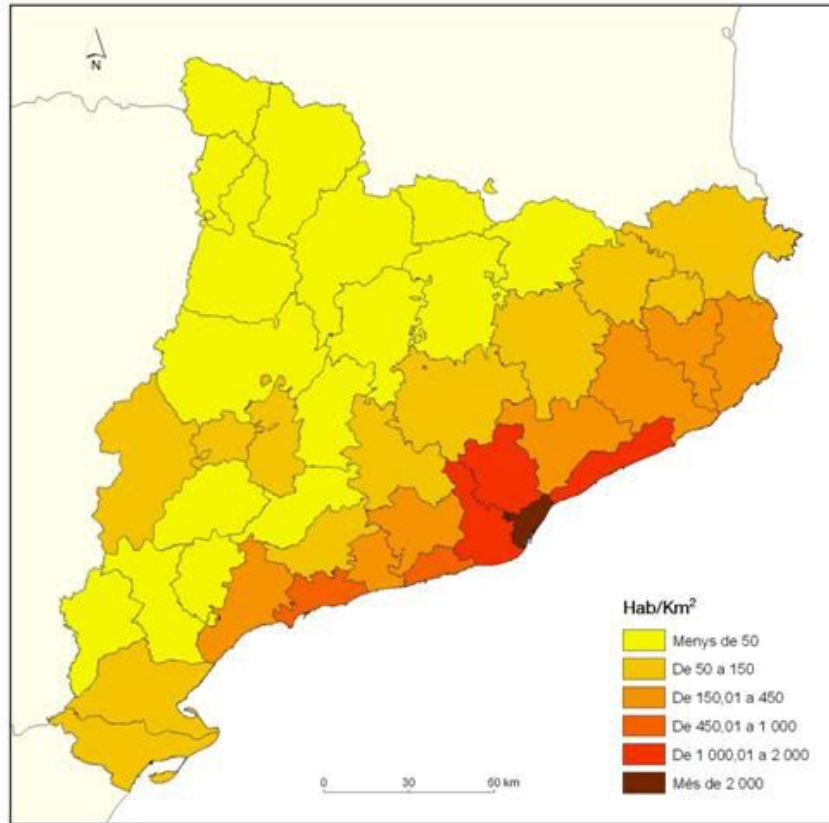 N
Hab/Km²
Menys de 50
De 50 a 150
De 150,01 a 450
De 450,01 a 1 000
De 1 000,01 a 2 000
Més de 2 000
0 30 60 km